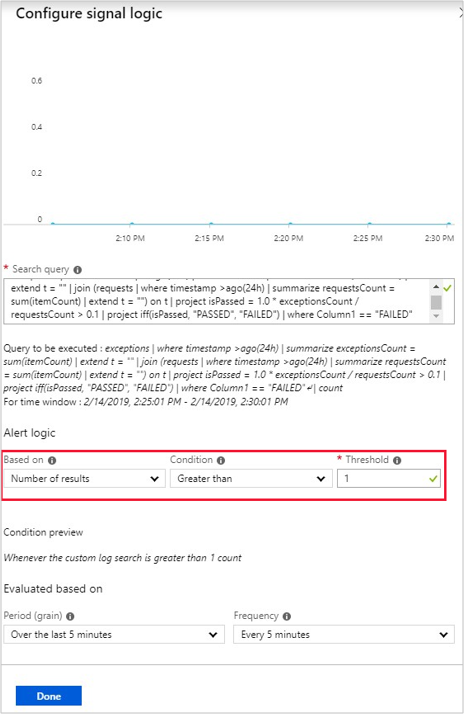 Configure signal logic
0.6
0.4
0.2
0
2:10 PM 2:15 PM 2:20 PM 2:25 PM 2:30 PM
* Search query
extend t = "" | join (requests | where timestamp >ago(24h) | summarize requestsCount =
sum(itemCount) | extend t = "") on t | project isPassed = 1.0 * exceptionsCount /
requestsCount > 0.1 | project iff(isPassed, "PASSED", "FAILED") | where Column1 == "FAILED"
Query to be executed : exceptions | where timestamp >ago(24h) | summarize exceptionsCount =
sum(itemCount) | extend t = "" | join (requests | where timestamp >ago(24h) | summarize requestsCount
= sum(itemCount) | extend t = "") on t | project isPassed = 1.0 * exceptionsCount / requestsCount > 0.1 |
project iff(isPassed, "PASSED", "FAILED") | where Column1 == "FAILED"↵| count
For time window : 2/14/2019, 2:25:01 PM - 2/14/2019, 2:30:01 PM
Alert logic
Based on Condition * Threshold
Number of results Greater than 1
Condition preview
Whenever the custom log search is greater than 1 count
Evaluated based on
Period (grain) Frequency
Over the last 5 minutes Every 5 minutes
Done